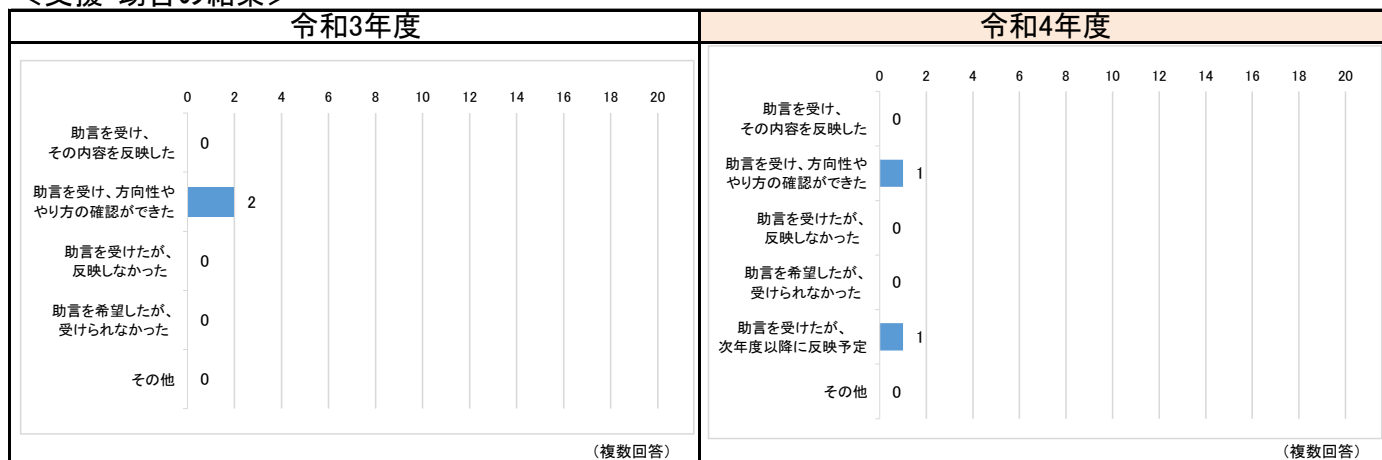 ＜支援・助言の結果＞
令和3年度
0 2 4 6 8 10 12 14 16 18 20
助言を受け、
その内容を反映した
0
助言を受け、方向性や
やり方の確認ができた
2
助言を受けたが、
反映しなかった
0
助言を希望したが、
受けられなかった
0
その他
0
（複数回答）
令和4年度
0 2 4 6 8 10 12 14 16 18 20
助言を受け、
その内容を反映した
0
助言を受け、方向性や
やり方の確認ができた
1
助言を受けたが、
反映しなかった
0
助言を希望したが、
受けられなかった
0
助言を受けたが、
次年度以降に反映予定
1
その他
0
（複数回答）